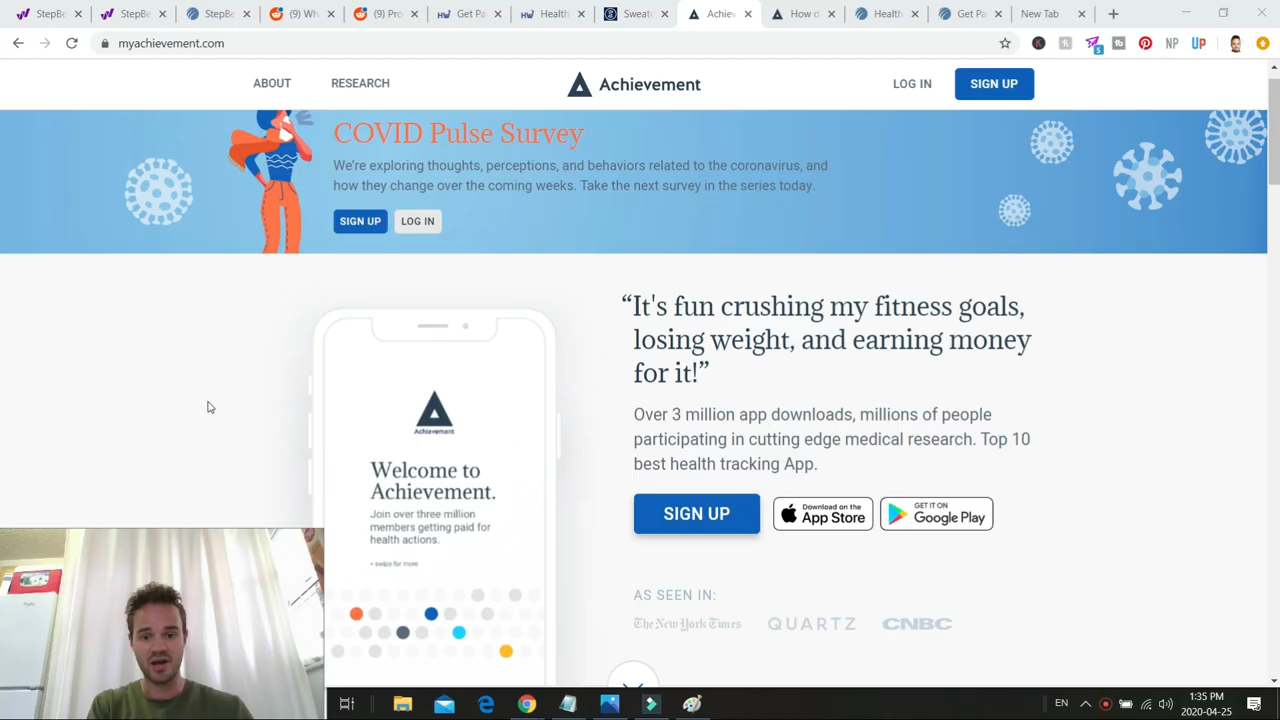 StepBe
StepBe
StepBe
(9) Wh
(9) Pro
Get Pa
Health
Sweat
Achiev
How d
Health
Get Pa
New Tab
myachievement.com
5
NP
UP
ABOUT
RESEARCH
Achievement
LOG IN
SIGN UP
COVID Pulse Survey
We're exploring thoughts, perceptions, and behaviors related to the coronavirus, and
how they change over the coming weeks. Take the next survey in the series today.
SIGN UP
LOG IN
“It's fun crushing my fitness goals,
losing weight, and earning money
for it!”
Over 3 million app downloads, millions of people
participating in cutting edge medical research. Top 10
best health tracking App.
SIGN UP
Download on the
App Store
GET IT ON
Google Play
AS SEEN IN:
The New York Times
QUARTZ
CNBC
Achievement
Welcome to
Achievement.
Join over three million
members getting paid for
health actions.
‹ swipe for more
EN
1:35 PM
2020-04-25